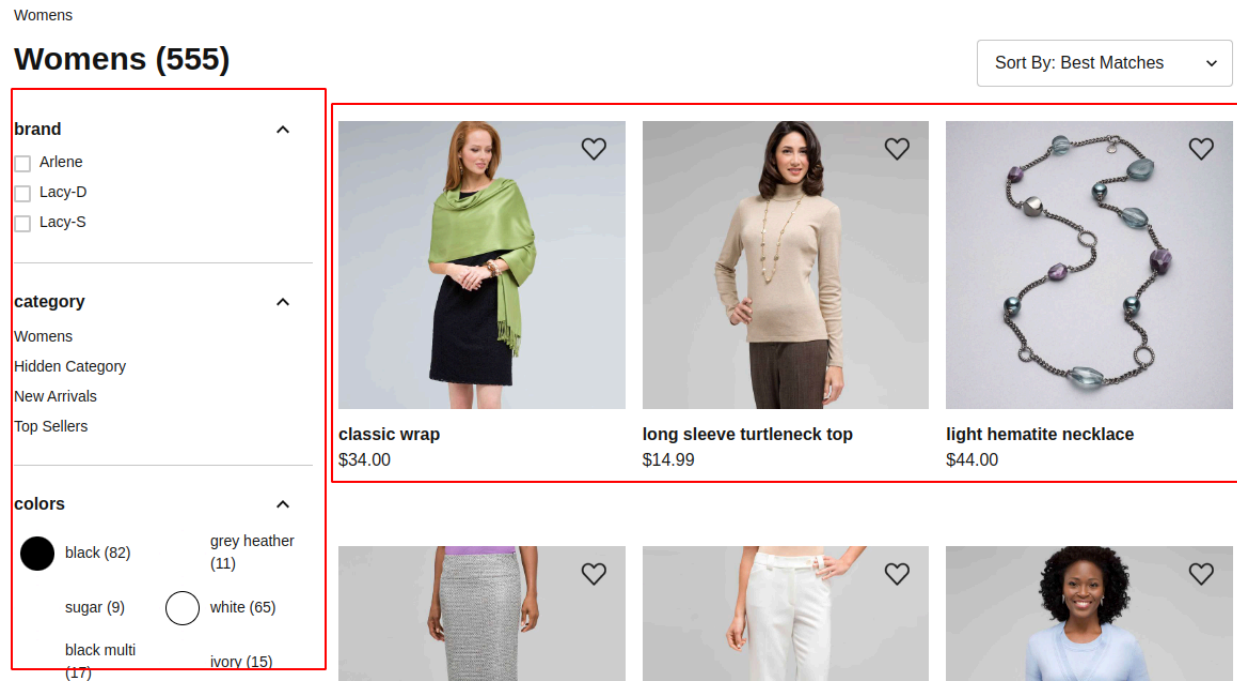 Womens
Womens (555)
Sort By: Best Matches
brand
Arlene
Lacy-D
Lacy-S
category
Womens
Hidden Category
New Arrivals
Top Sellers
colors
black (82)
grey heather
(11)
sugar (9)
white (65)
black multi
(17)
ivory (15)
classic wrap
$34.00
long sleeve turtleneck top
$14.99
light hematite necklace
$44.00